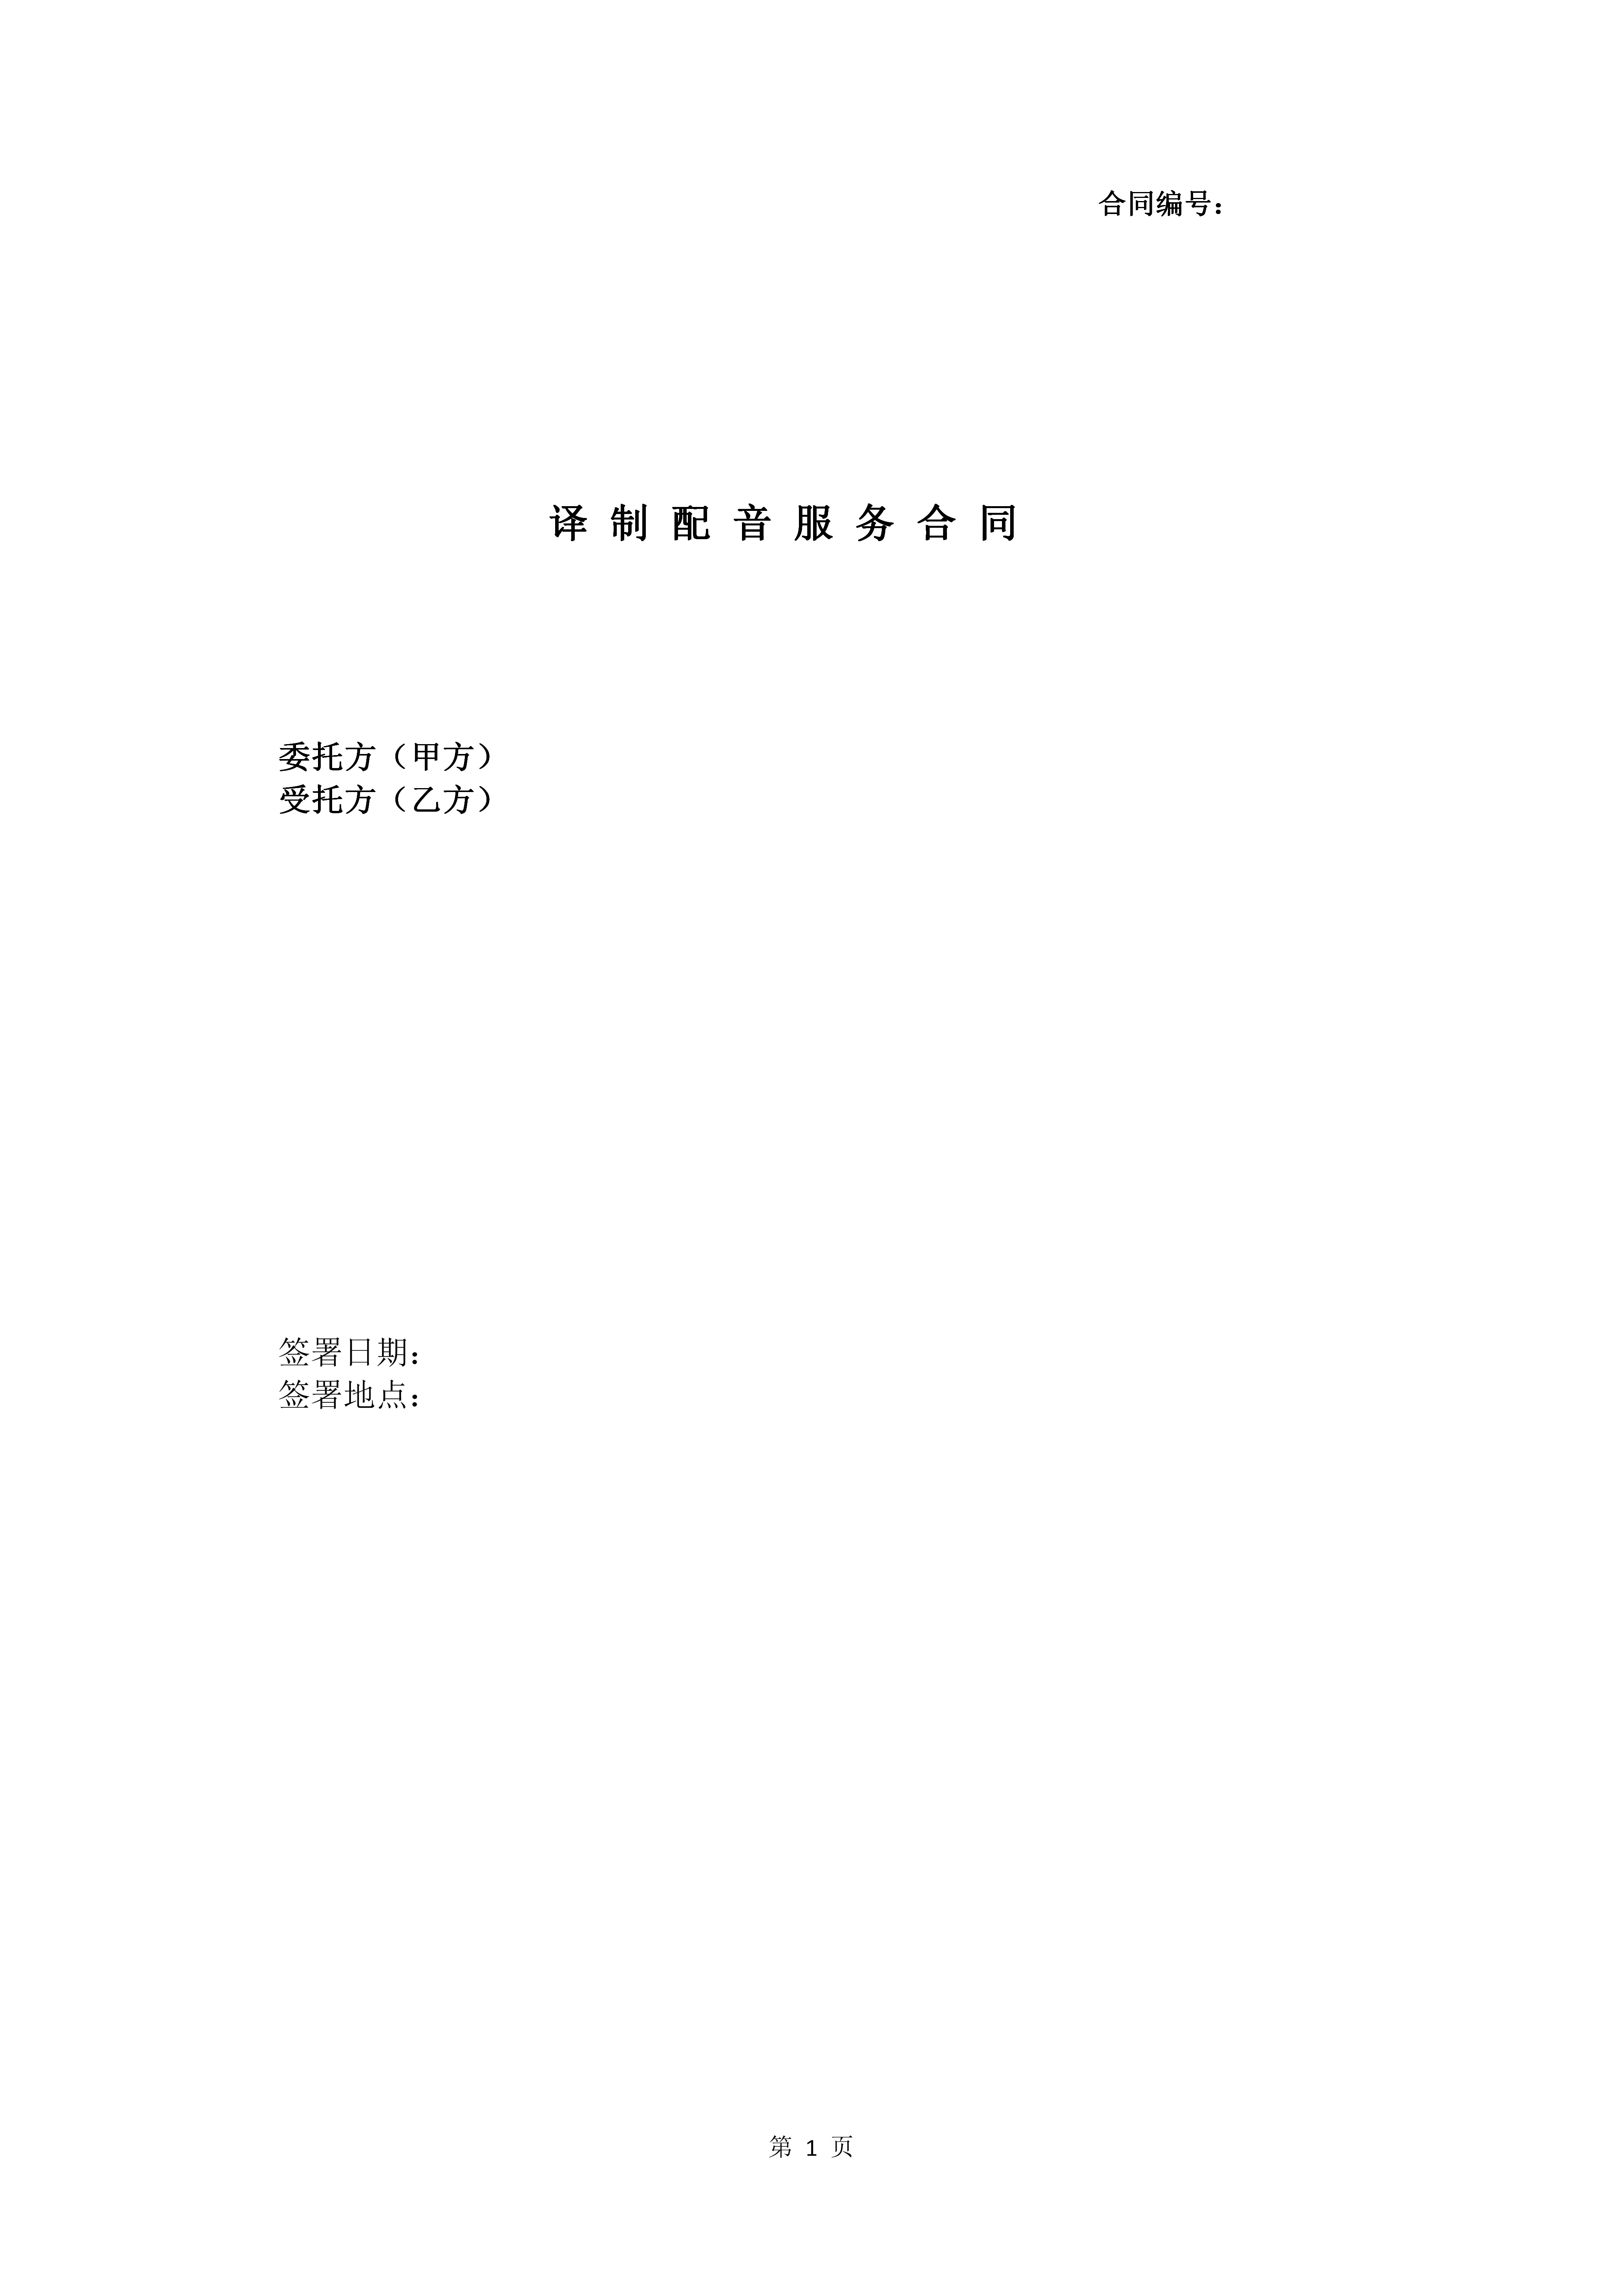 合同编号：
译 制 配 音 服 务 合 同
委托方（甲方）
受托方（乙方）
签署日期：
签署地点：
第 1 页